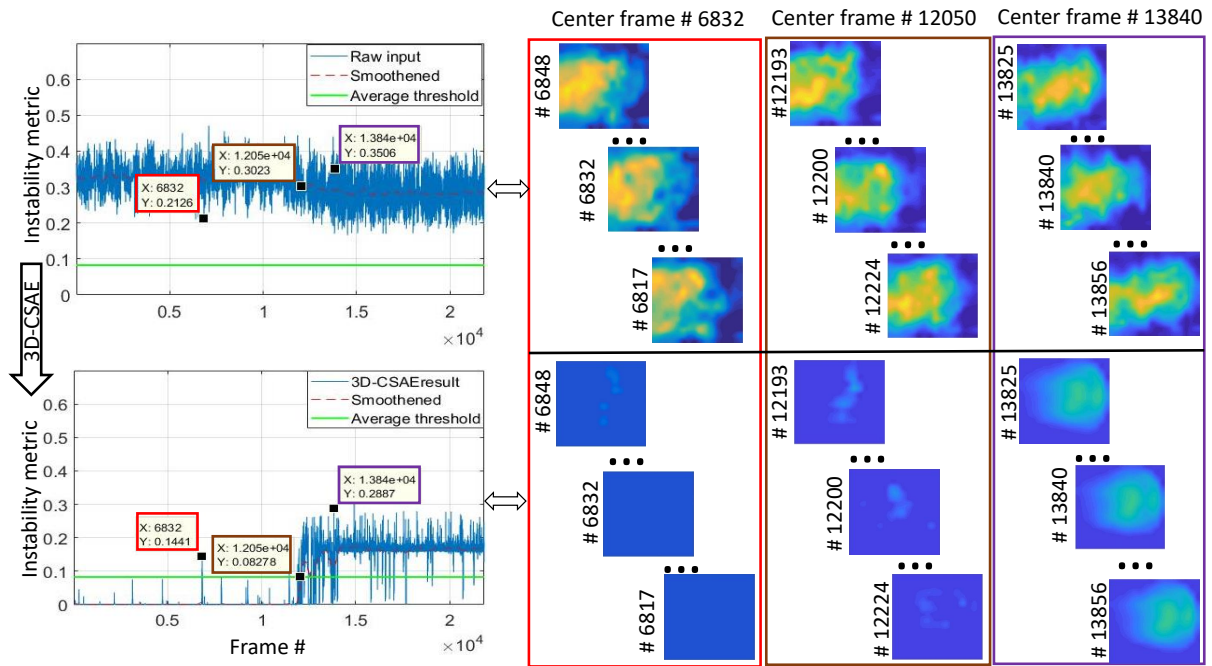 Center frame # 6832
Center frame # 12050
Center frame # 13840
Instability metric
0.6
0.5
0.4
0.3
0.2
0.1
0
Raw input
Smoothened
Average threshold
X: 6832
Y: 0.2126
X: 1.205e+04
Y: 0.3023
X: 1.384e+04
Y: 0.3506
0.5
1
1.5
2
×10⁴
# 6848
# 6832
# 6817
#12193
# 12200
# 12224
# 13825
# 13840
# 13856
3D-CSAE
Instability metric
0.6
0.5
0.4
0.3
0.2
0.1
0
3D-CSAEresult
Smoothened
Average threshold
X: 6832
Y: 0.1441
X: 1.205e+04
Y: 0.08278
X: 1.384e+04
Y: 0.2887
0.5
1
1.5
2
×10⁴
Frame #
# 6848
# 6832
# 6817
# 12193
# 12200
# 12224
# 13825
# 13840
# 13856